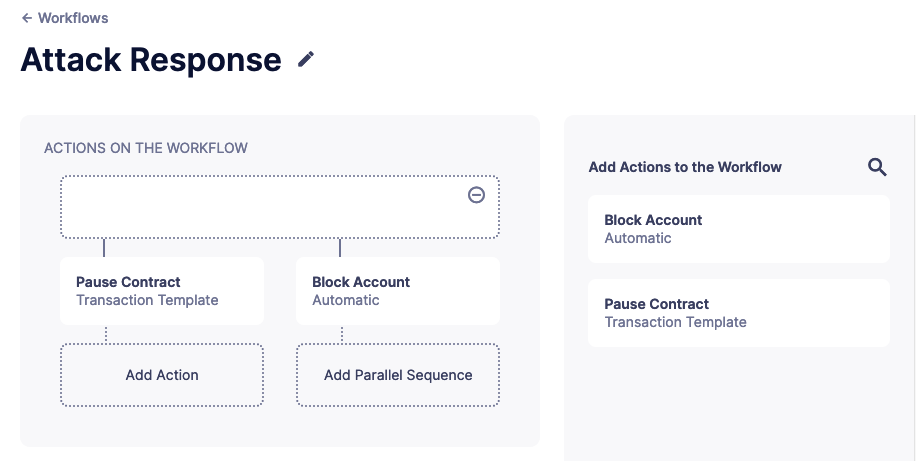 ← Workflows
Attack Response
ACTIONS ON THE WORKFLOW
Pause Contract
Transaction Template
Block Account
Automatic
Add Action
Add Parallel Sequence
Add Actions to the Workflow
Block Account
Automatic
Pause Contract
Transaction Template